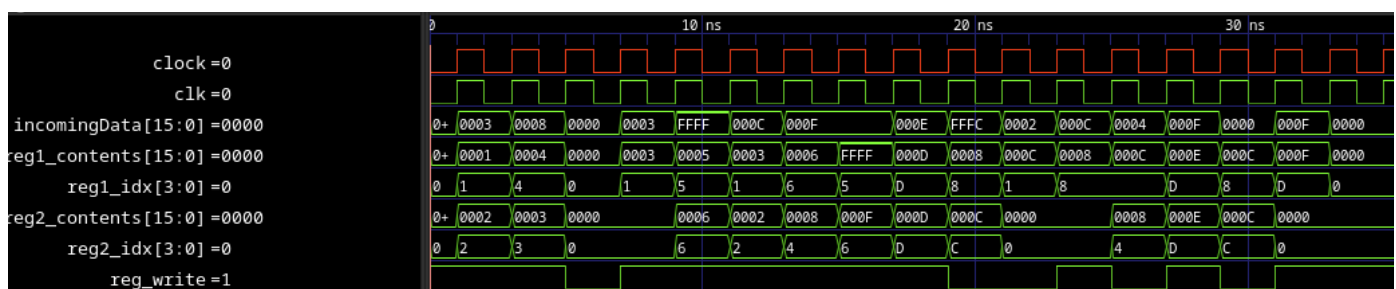 0 10 ns 20 ns 30 ns
clock =0
clk =0
incomingData[15:0] =0000 0+ 0003 0008 0000 0003 FFFF 000C 000F 000E FFFC 0002 000C 0004 000F 0000 000F 0000
reg1_contents[15:0] =0000 0+ 0001 0004 0000 0003 0005 0003 0006 FFFF 000D 0008 000C 0008 000C 000E 000C 000F 0000
reg1_idx[3:0] =0 0 1 4 0 1 5 1 6 5 D 8 1 8 D 8 D 0
reg2_contents[15:0] =0000 0+ 0002 0003 0000 0006 0002 0008 000F 000D 000C 0000 0008 000E 000C 0000
reg2_idx[3:0] =0 0 2 3 0 6 2 4 6 D C 0 4 D C 0
reg_write =1